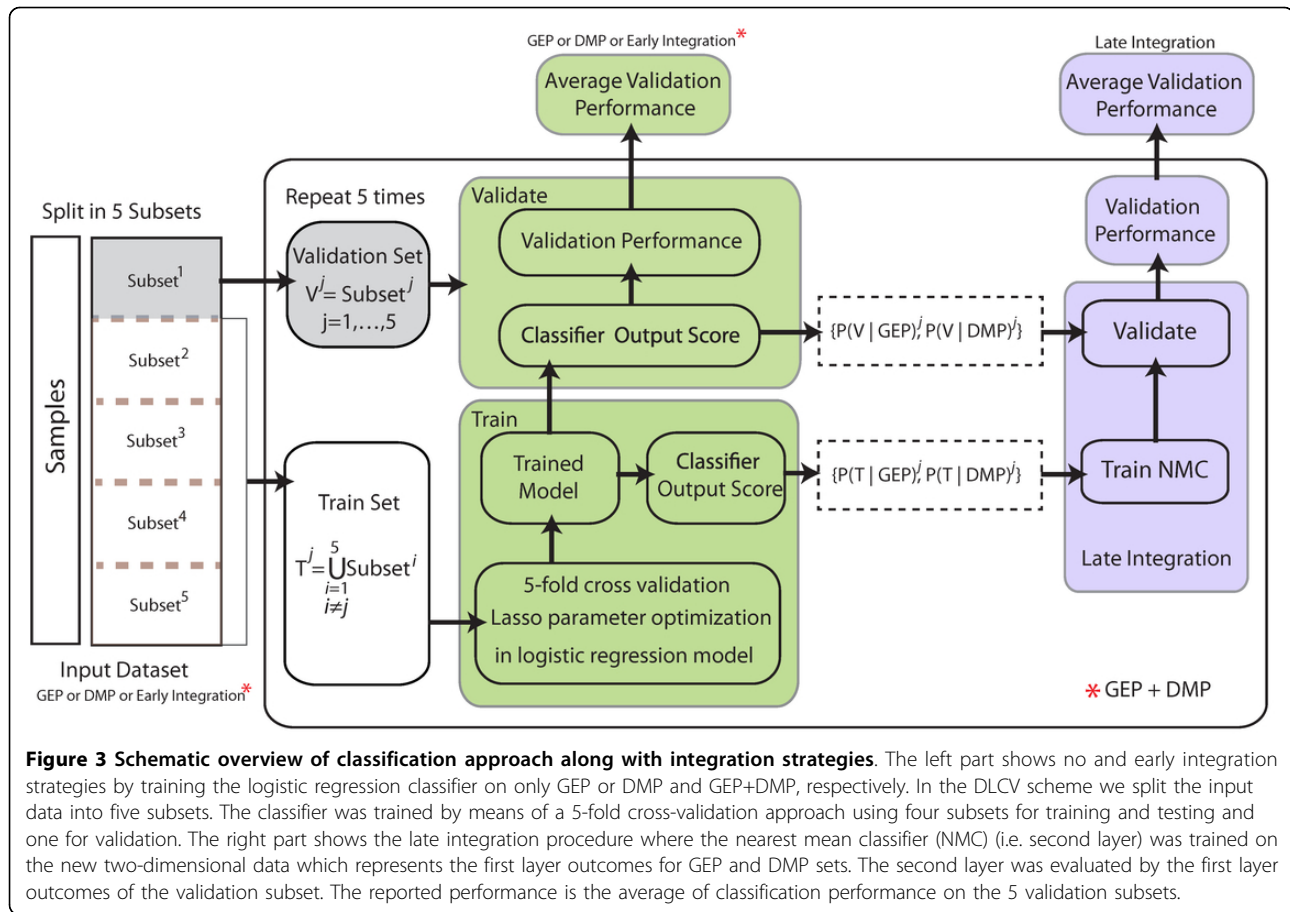 GEP or DMP or Early Integration*
Average Validation
Performance
Late Integration
Average Validation
Performance
Split in 5 Subsets
Samples
Subset¹
Subset²
Subset³
Subset⁴
Subset⁵
Input Dataset
GEP or DMP or Early Integration*
Repeat 5 times
Validation Set
Vʲ= Subsetʲ
j=1,...,5
Train Set
5
Tʲ=∪Subsetⁱ
i=1
i≠j
Validate
Validation Performance
Classifier Output Score
Train
Trained
Model
Classifier
Output Score
5-fold cross validation
Lasso parameter optimization
in logistic regression model
{P(V | GEP)ʲ, P(V | DMP)ʲ}
{P(T | GEP)ʲ, P(T | DMP)ʲ}
Validation
Performance
Validate
Train NMC
Late Integration
* GEP + DMP
Figure 3 Schematic overview of classification approach along with integration strategies. The left part shows no and early integration
strategies by training the logistic regression classifier on only GEP or DMP and GEP+DMP, respectively. In the DLCV scheme we split the input
data into five subsets. The classifier was trained by means of a 5-fold cross-validation approach using four subsets for training and testing and
one for validation. The right part shows the late integration procedure where the nearest mean classifier (NMC) (i.e. second layer) was trained on
the new two-dimensional data which represents the first layer outcomes for GEP and DMP sets. The second layer was evaluated by the first layer
outcomes of the validation subset. The reported performance is the average of classification performance on the 5 validation subsets.